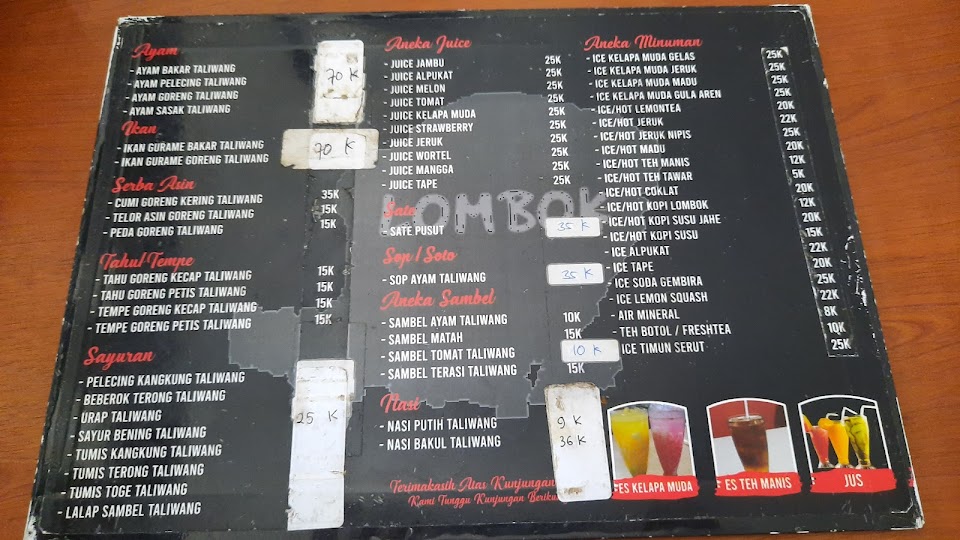 Ayam
- AYAM BAKAR TALIWANG
- AYAM PELECING TALIWANG
- AYAM GORENG TALIWANG
- AYAM SASAK TALIWANG
70 K
Ikan
- IKAN GURAME BAKAR TALIWANG
- IKAN GURAME GORENG TALIWANG
90 K
Serba Asin
- CUMI GORENG KERING TALIWANG 35K
- TELOR ASIN GORENG TALIWANG 15K
- PEDA GORENG TALIWANG 15K
Tahu/Tempe
- TAHU GORENG KECAP TALIWANG 15K
- TAHU GORENG PETIS TALIWANG 15K
- TEMPE GORENG KECAP TALIWANG 15K
- TEMPE GORENG PETIS TALIWANG 15K
Sayuran
- PELECING KANGKUNG TALIWANG
- BEBEROK TERONG TALIWANG
- URAP TALIWANG
- SAYUR BENING TALIWANG
- TUMIS KANGKUNG TALIWANG
- TUMIS TERONG TALIWANG
- TUMIS TOGE TALIWANG
- LALAP SAMBEL TALIWANG
25 K
Aneka Juice
- JUICE JAMBU 25K
- JUICE ALPUKAT 25K
- JUICE MELON 25K
- JUICE TOMAT 25K
- JUICE KELAPA MUDA 25K
- JUICE STRAWBERRY 25K
- JUICE JERUK 25K
- JUICE WORTEL 25K
- JUICE MANGGA 25K
- JUICE TAPE 25K
LOMBOK
Sate
- SATE PUSUT 35 K
Sop / Soto
- SOP AYAM TALIWANG 35 K
Aneka Sambel
- SAMBEL AYAM TALIWANG 10K
- SAMBEL MATAH 15K
- SAMBEL TOMAT TALIWANG 10 K
- SAMBEL TERASI TALIWANG 15K
Nasi
- NASI PUTIH TALIWANG 9 K
- NASI BAKUL TALIWANG 36 K
Terimakasih Atas Kunjungan
Kami Tunggu Kunjungan
Aneka Minuman
- ICE KELAPA MUDA GELAS 25K
- ICE KELAPA MUDA JERUK 25K
- ICE KELAPA MUDA MADU 25K
- ICE KELAPA MUDA GULA AREN 25K
- ICE/HOT LEMONTEA 20K
- ICE/HOT JERUK 22K
- ICE/HOT JERUK NIPIS 25K
- ICE/HOT MADU 20K
- ICE/HOT TEH MANIS 12K
- ICE/HOT TEH TAWAR 5K
- ICE/HOT COKLAT 20K
- ICE/HOT KOPI LOMBOK 12K
- ICE/HOT KOPI SUSU JAHE 20K
- ICE/HOT KOPI SUSU 15K
- ICE ALPUKAT 22K
- ICE TAPE 20K
- ICE SODA GEMBIRA 25K
- ICE LEMON SQUASH 22K
- AIR MINERAL 8K
- TEH BOTOL / FRESHTEA 10K
ICE TIMUN SERUT 25K
ES KELAPA MUDA
ES TEH MANIS
JUS